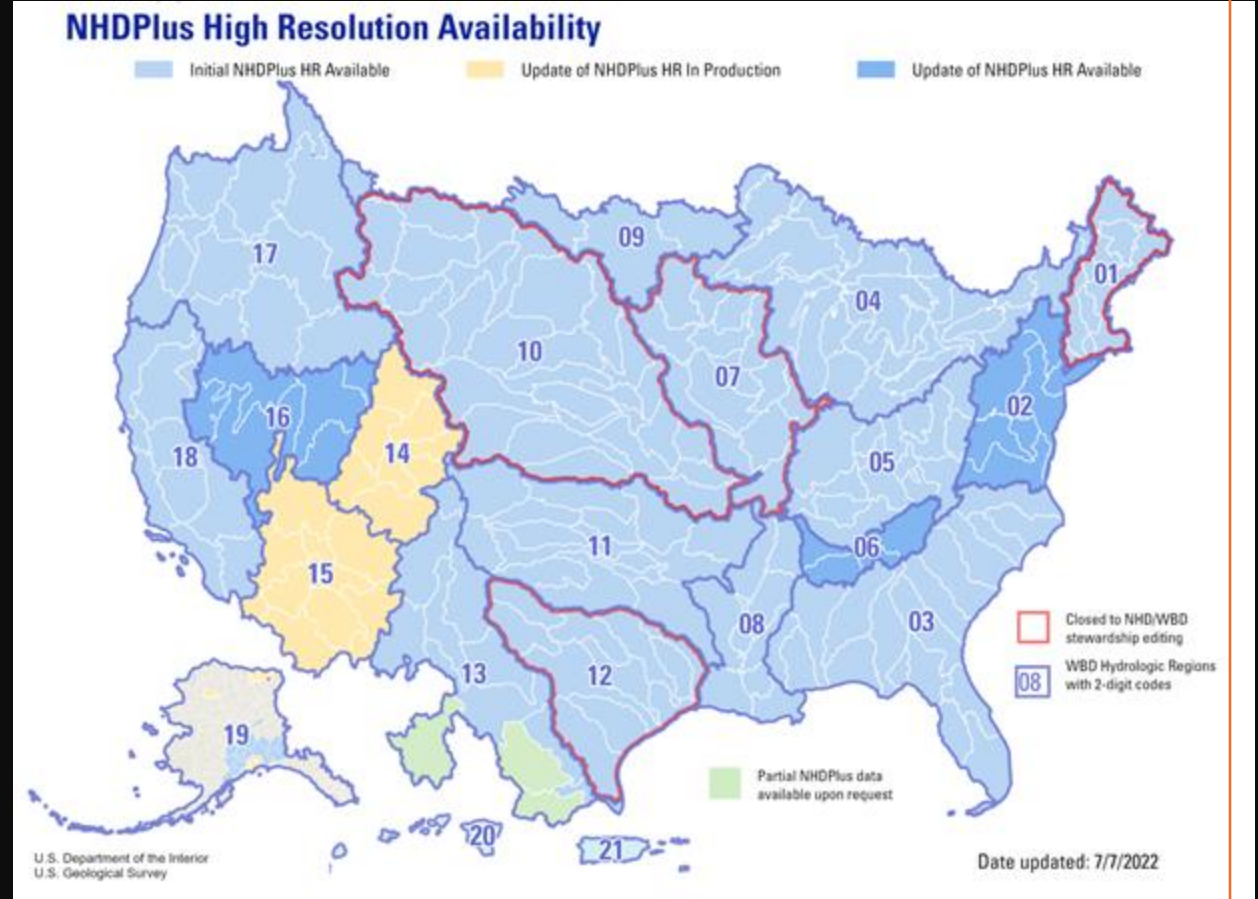 NHDPlus High Resolution Availability
Initial NHDPlus HR Available
Update of NHDPlus HR In Production
Update of NHDPlus HR Available
17
09
01
04
10
07
16
02
18
14
05
11
06
15
08
03
13
12
19
20
21
Closed to NHD/WBD
stewardship editing
08
WBD Hydrologic Regions
with 2-digit codes
Partial NHDPlus data
available upon request
U.S. Department of the Interior
U.S. Geological Survey
Date updated: 7/7/2022